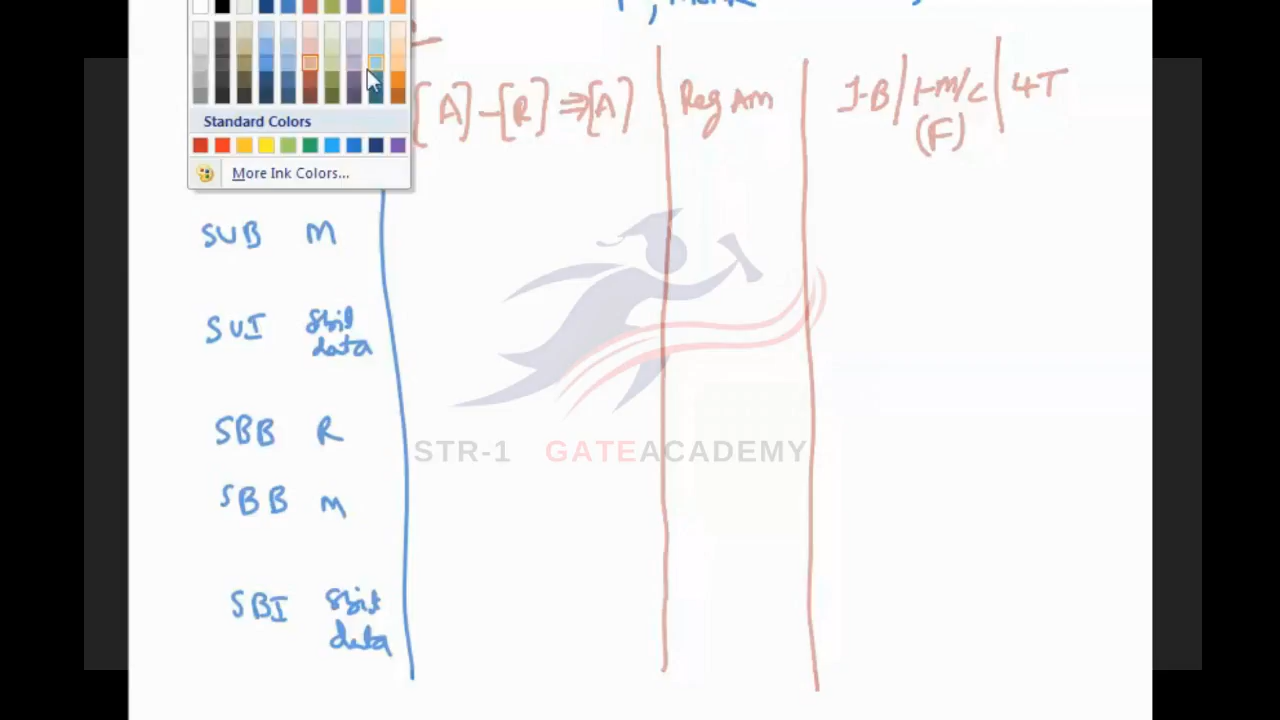 Standard Colors
More Ink Colors...
[A]-[R]⇒[A] Reg Am 1-B 1-M/C 4T
(F)
SUB M
SUI 8bit
data
SBB R
STR-1 GATEACADEMY
SBB M
SBI 8bit
data